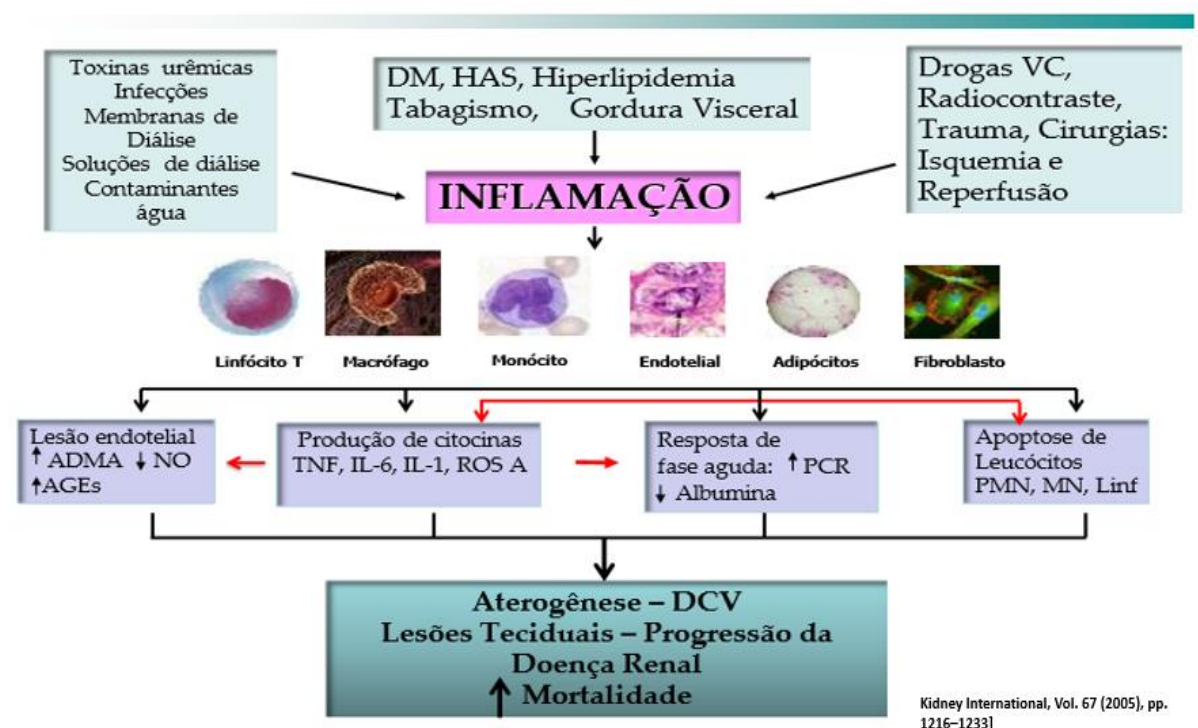 Toxinas urêmicas
Infecções
Membranas de
Diálise
Soluções de diálise
Contaminantes
água
DM, HAS, Hiperlipidemia
Tabagismo, Gordura Visceral
Drogas VC,
Radiocontraste,
Trauma, Cirurgias:
Isquemia e
Reperfusão
INFLAMAÇÃO
Linfócito T
Macrófago
Monócito
Endotelial
Adipócitos
Fibroblasto
Lesão endotelial
↑ ADMA ↓ NO
↑AGEs
Produção de citocinas
TNF, IL-6, IL-1, ROS A
Resposta de
fase aguda: ↑ PCR
↓ Albumina
Apoptose de
Leucócitos
PMN, MN, Linf
Aterogênese – DCV
Lesões Teciduais – Progressão da
Doença Renal
↑ Mortalidade
Kidney International, Vol. 67 (2005), pp.
1216–1233]